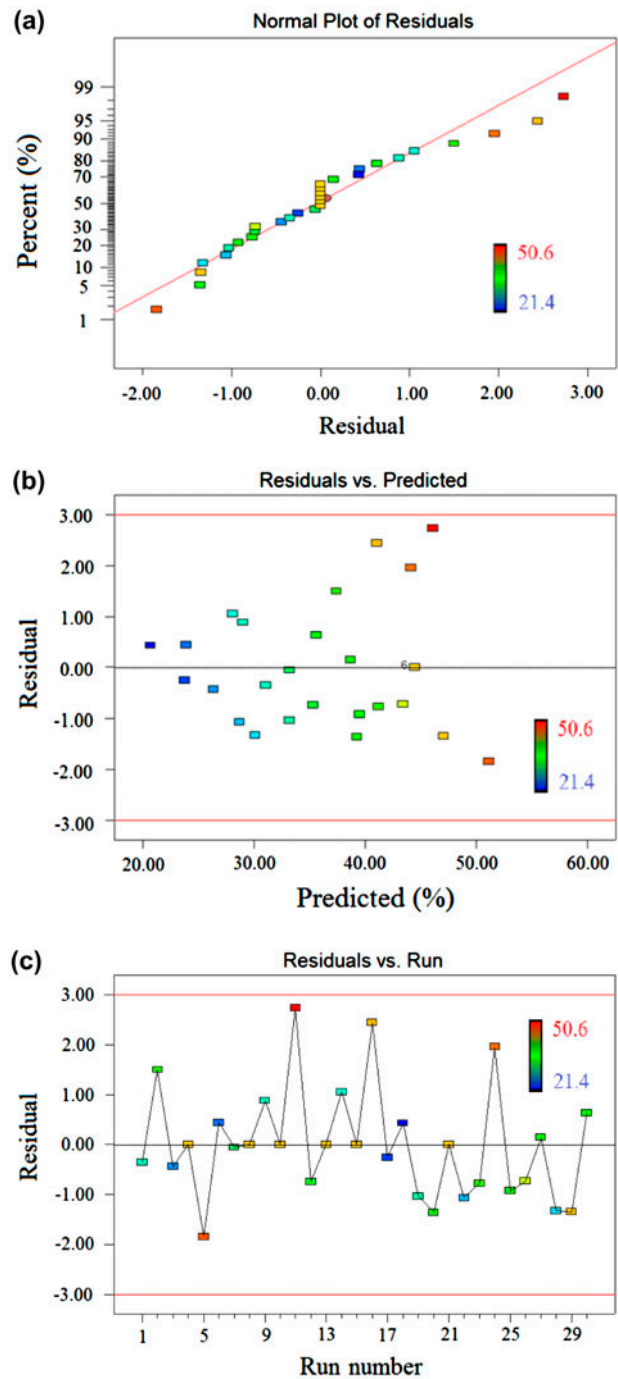 (a)
Normal Plot of Residuals
Percent (%)
99
95
90
80
70
50
30
20
10
5
1
50.6
21.4
-2.00 -1.00 0.00 1.00 2.00 3.00
Residual
(b)
Residuals vs. Predicted
Residual
3.00
2.00
1.00
0.00
-1.00
-2.00
-3.00
6
50.6
21.4
20.00 30.00 40.00 50.00 60.00
Predicted (%)
(c)
Residuals vs. Run
Residual
3.00
2.00
1.00
0.00
-1.00
-2.00
-3.00
50.6
21.4
1 5 9 13 17 21 25 29
Run number